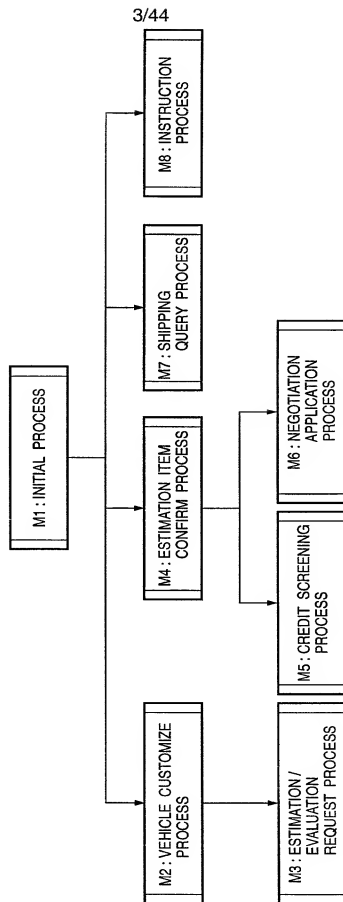 3/44
M1 : INITIAL PROCESS
M2 : VEHICLE CUSTOMIZE
PROCESS
M4 : ESTIMATION ITEM
CONFIRM PROCESS
M7 : SHIPPING
QUERY PROCESS
M8 : INSTRUCTION
PROCESS
M3 : ESTIMATION/
EVALUATION
REQUEST PROCESS
M5 : CREDIT SCREENING
PROCESS
M6 : NEGOTIATION
APPLICATION
PROCESS